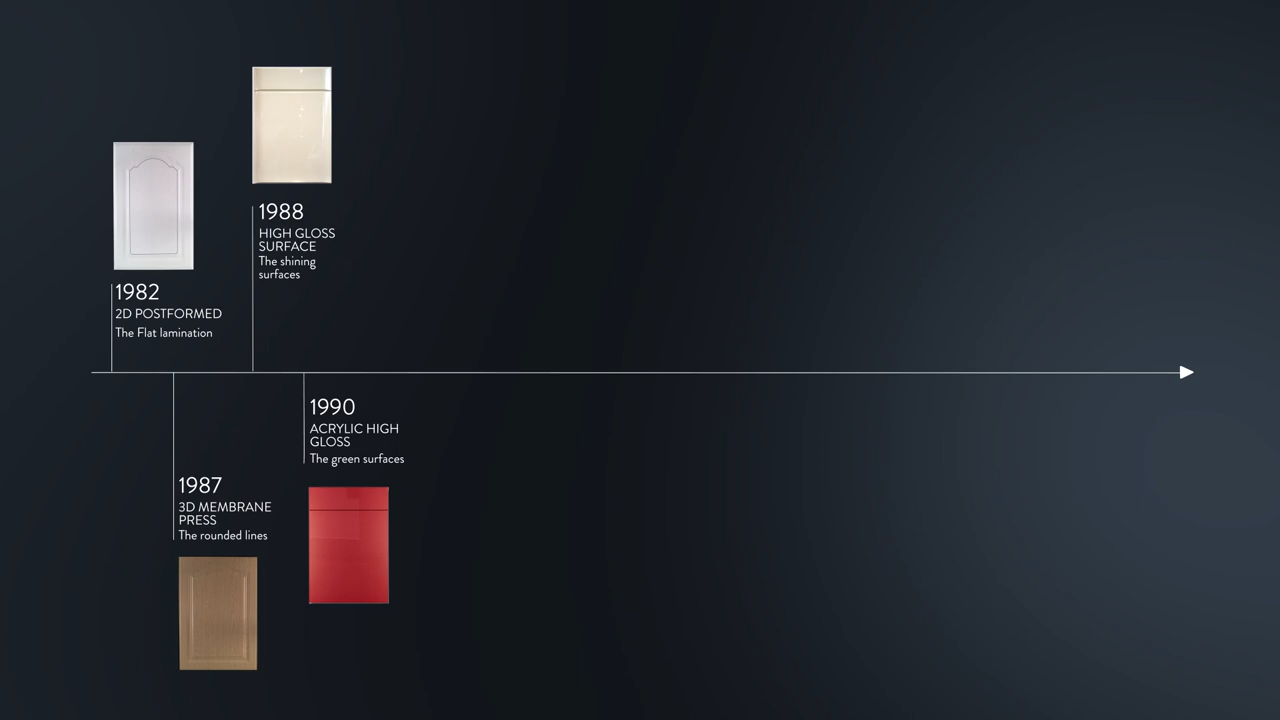 1982
2D POSTFORMED
The Flat lamination
1987
3D MEMBRANE
PRESS
The rounded lines
1988
HIGH GLOSS
SURFACE
The shining
surfaces
1990
ACRYLIC HIGH
GLOSS
The green surfaces